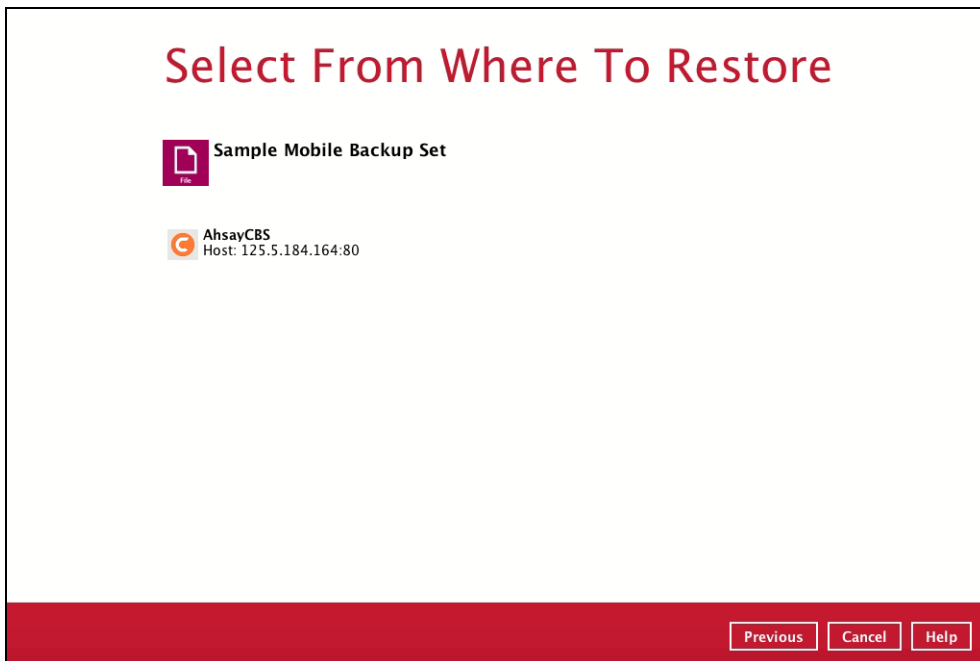 Select From Where To Restore
Sample Mobile Backup Set
File
AhsayCBS
Host: 125.5.184.164:80
Previous
Cancel
Help